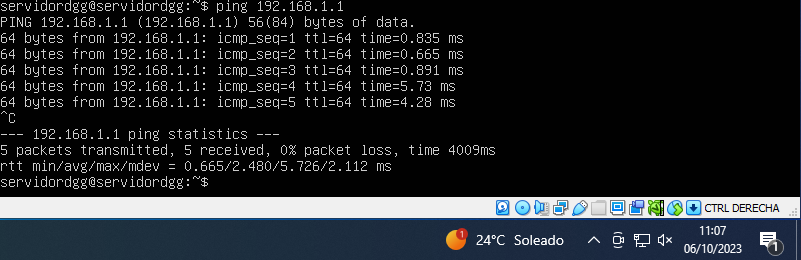 servidordgg@servidordgg:~$ ping 192.168.1.1
PING 192.168.1.1 (192.168.1.1) 56(84) bytes of data.
64 bytes from 192.168.1.1: icmp_seq=1 ttl=64 time=0.835 ms
64 bytes from 192.168.1.1: icmp_seq=2 ttl=64 time=0.665 ms
64 bytes from 192.168.1.1: icmp_seq=3 ttl=64 time=0.891 ms
64 bytes from 192.168.1.1: icmp_seq=4 ttl=64 time=5.73 ms
64 bytes from 192.168.1.1: icmp_seq=5 ttl=64 time=4.28 ms
^C
--- 192.168.1.1 ping statistics ---
5 packets transmitted, 5 received, 0% packet loss, time 4009ms
rtt min/avg/max/mdev = 0.665/2.480/5.726/2.112 ms
servidordgg@servidordgg:~$
CTRL DERECHA
1
24°C Soleado
11:07
06/10/2023
1